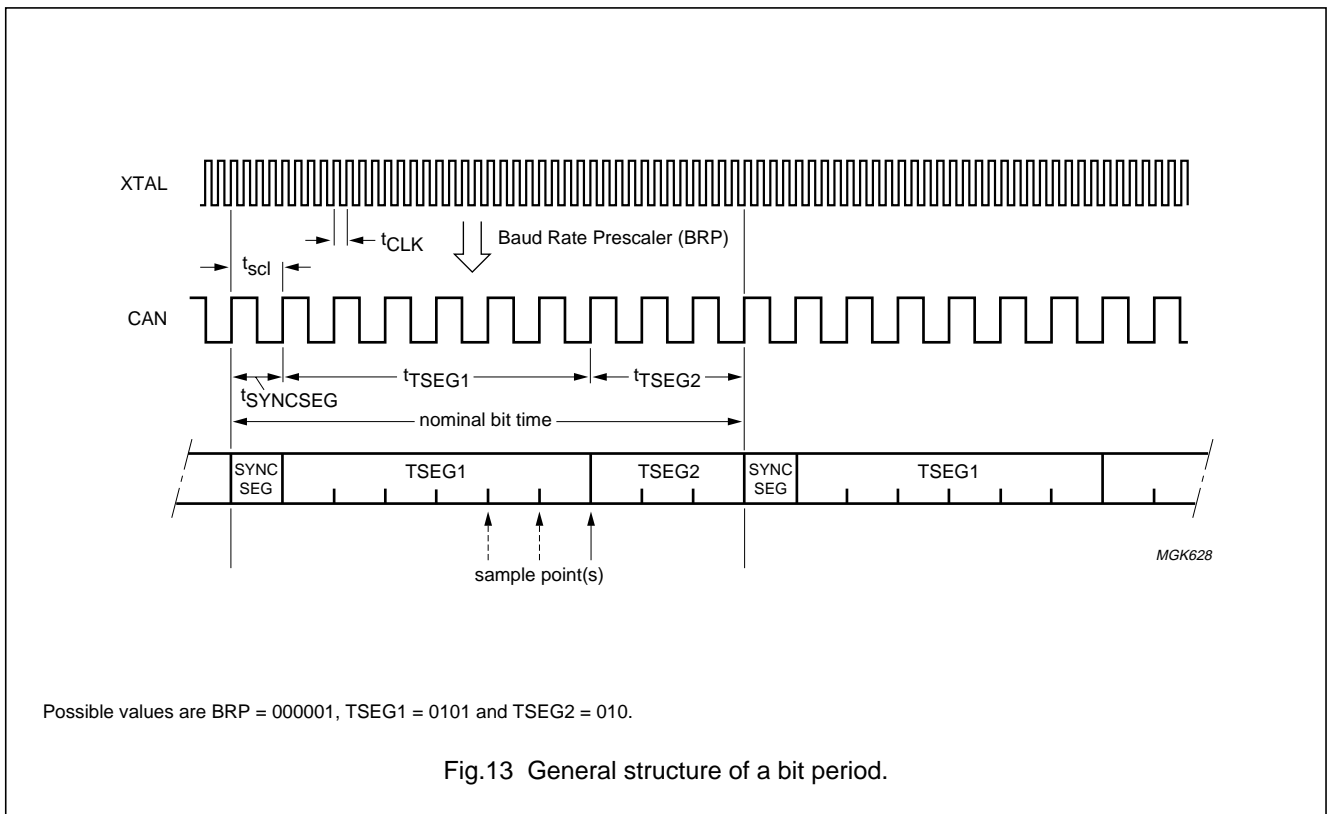 XTAL
tCLK
Baud Rate Prescaler (BRP)
tscl
CAN
tSYNCSEG
tTSEG1
tTSEG2
nominal bit time
SYNC SEG
TSEG1
TSEG2
SYNC SEG
TSEG1
sample point(s)
MGK628
Possible values are BRP = 000001, TSEG1 = 0101 and TSEG2 = 010.
Fig.13 General structure of a bit period.